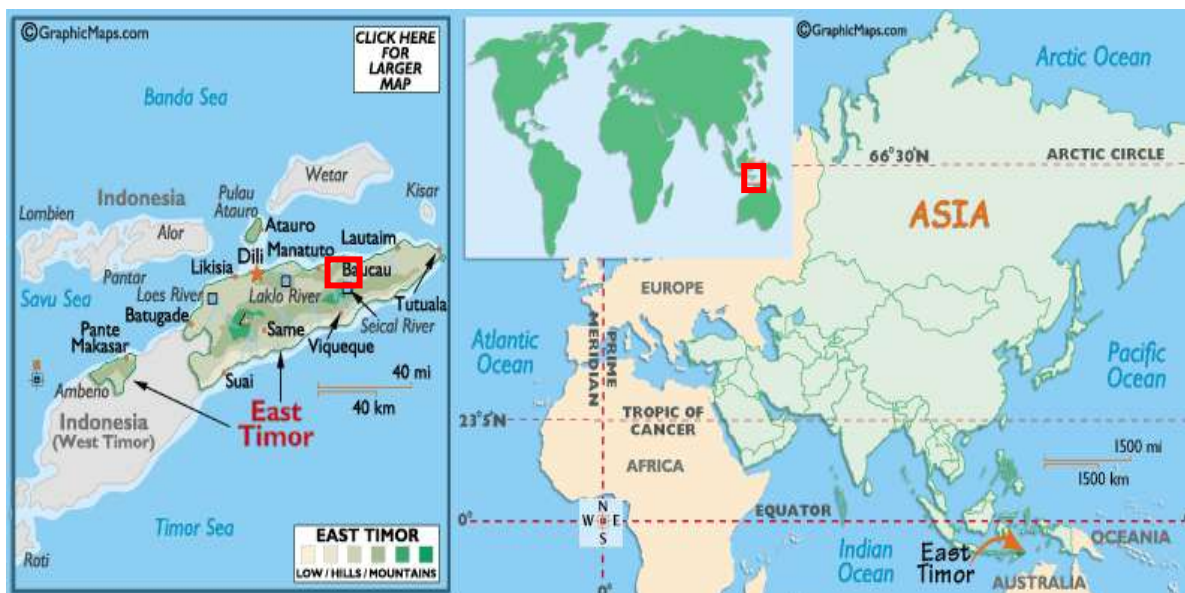 ©GraphicMaps.com
CLICK HERE
FOR
LARGER
MAP
Banda Sea
Wetar
Indonesia
Pulau
Atauro
Kisar
Lombien
Alor
Atauro
Lautaim
Dili
Manatuto
Likisia
Baucau
Pantar
Savu Sea
Loes River
Laklo River
Tutuala
Batugade
Seical River
Same
Pante
Makasar
Viqueque
Suai
40 mi
40 km
Ambeno
East
Timor
Indonesia
(West Timor)
Timor Sea
Roti
EAST TIMOR
LOW / HILLS / MOUNTAINS
©GraphicMaps.com
Arctic Ocean
66°30'N
ARCTIC CIRCLE
ASIA
EUROPE
Atlantic
Ocean
MERIDIAN
PRIME
Pacific
Ocean
23°5'N
TROPIC OF
CANCER
AFRICA
1500 mi
1500 km
EQUATOR
0°
N
W E
S
OCEANIA
Indian
Ocean
East
Timor
AUSTRALIA
0°